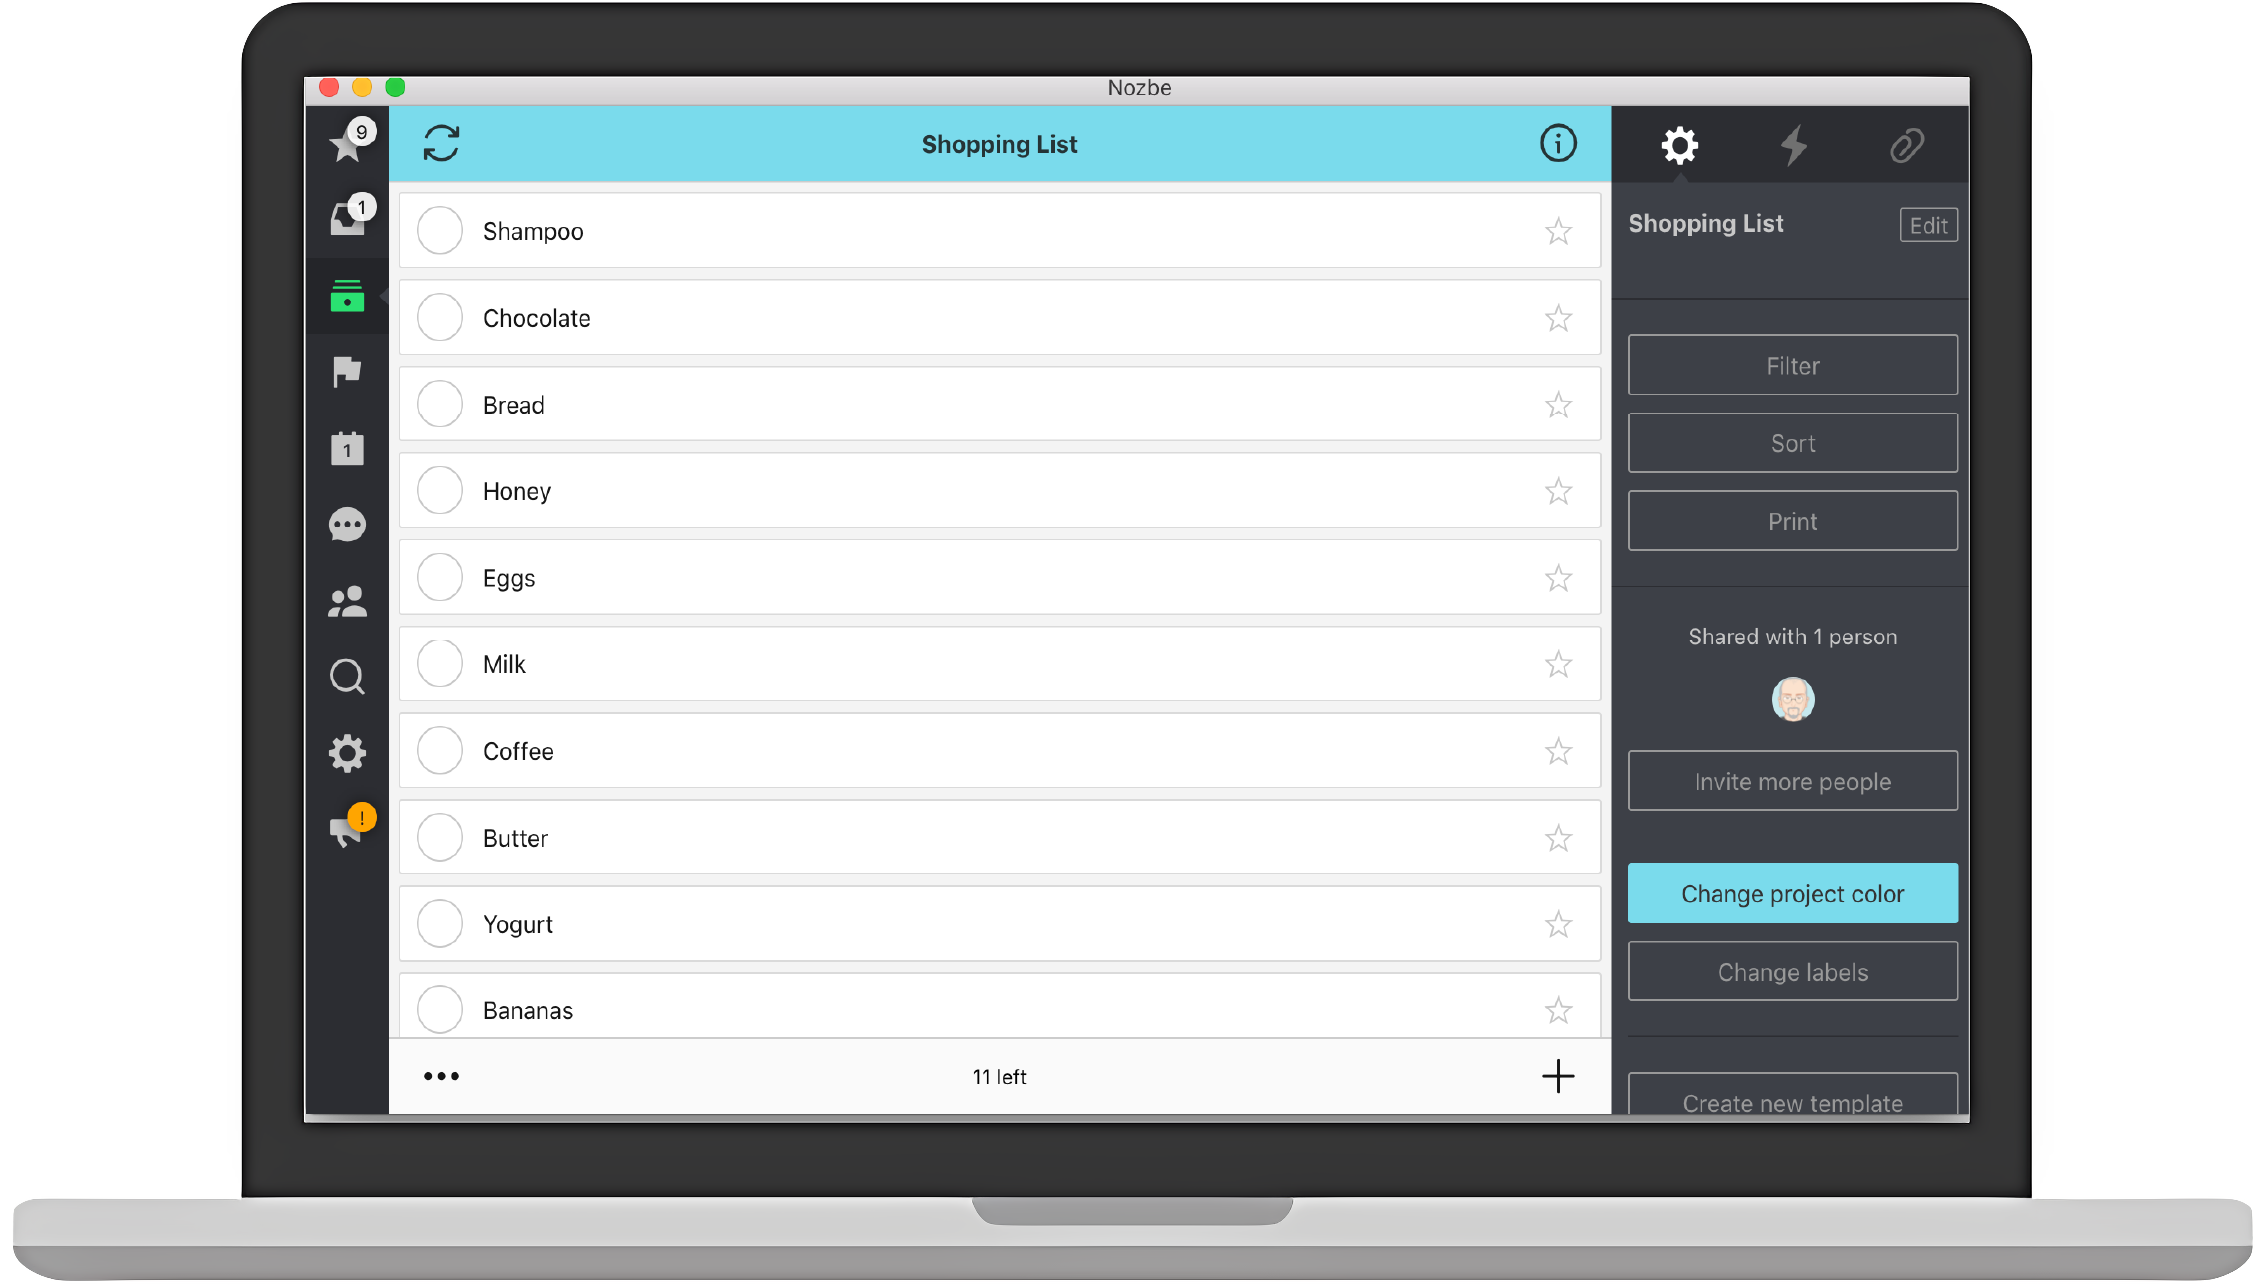 Nozbe
9
1
1
!
Shopping List
Shampoo
Chocolate
Bread
Honey
Eggs
Milk
Coffee
Butter
Yogurt
Bananas
11 left
Shopping List
Edit
Filter
Sort
Print
Shared with 1 person
Invite more people
Change project color
Change labels
Create new template